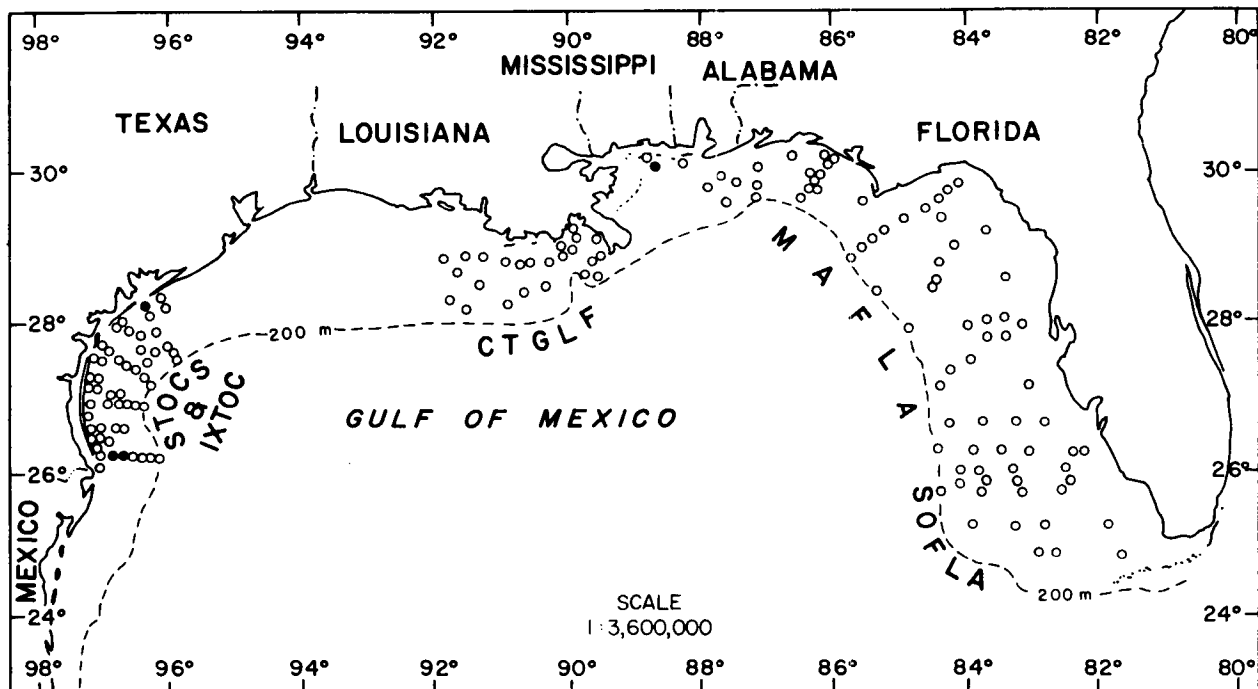 98° 96° 94° 92° 90° 88° 86° 84° 82° 80°
MISSISSIPPI ALABAMA
TEXAS LOUISIANA FLORIDA
30° 30°
28° 200 m CTGLF MAFLA 28°
STOCS
&
IXTOC
GULF OF MEXICO
26° 26°
SOFLA
MEXICO
200 m
24° 24°
SCALE
1:3,600,000
98° 96° 94° 92° 90° 88° 86° 84° 82° 80°